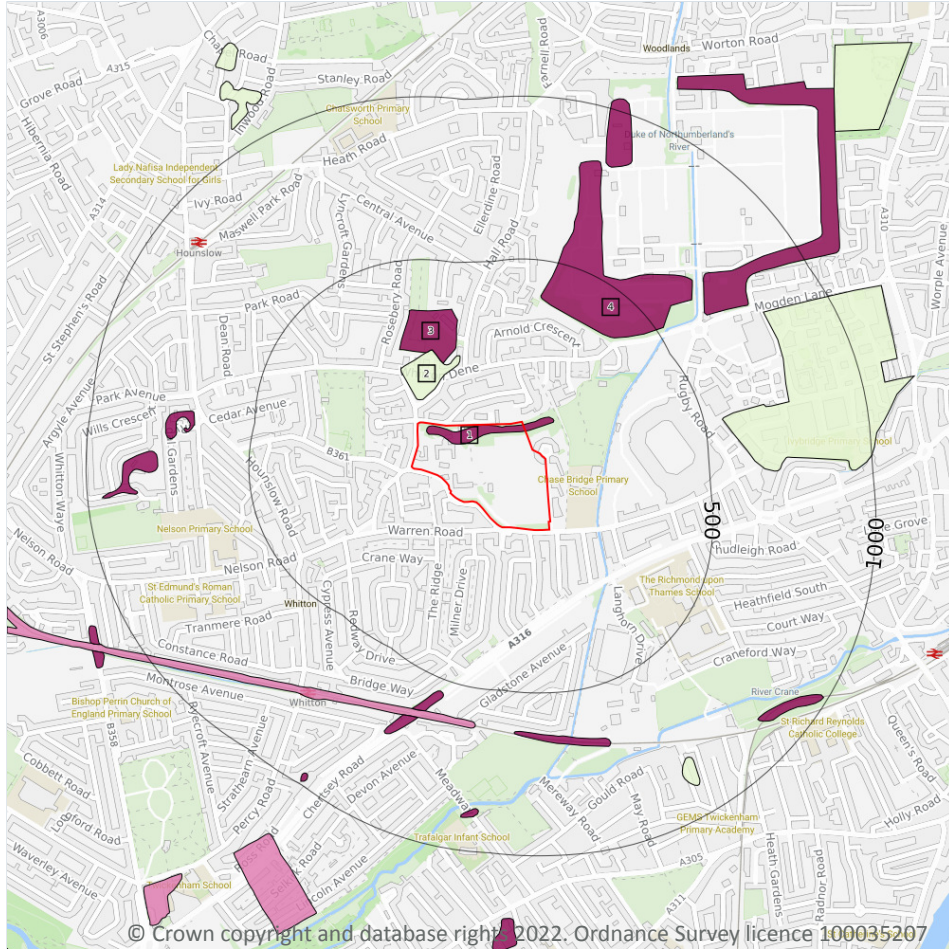 A3006
Woodlands
Worton Road
Road
A315
Stanley Road
Fernell Road
Grove Road
Inwood Road
Chatsworth Primary
School
Duke of Northumberland's
River
Hibernia Road
Heath Road
Lady Nafisa Independent
Secondary School for Girls
Ellerdine Road
A314
Ivy Road
Maswell Park Road
Lyncroft Gardens
Central Avenue
A310
Hall Road
Hounslow
Worple Avenue
St Stephen's Road
Park Road
Rosebery Road
4
Mogden Lane
Dean Road
3
Arnold Crescent
2
Dene
Argyle Avenue
Park Avenue
Wills Crescent
Cedar Avenue
Rugby Road
Gardens
1
Ivybridge Primary School
B361
Whitton Waye
Hounslow Road
Chase Bridge Primary
School
500
1000
Nelson Primary School
Warren Road
Grove
Nelson Road
Nelson Road
Crane Way
Chudleigh Road
The Richmond upon
Thames School
St Edmund's Roman
Catholic Primary School
The Ridge
Milner Drive
Heathfield South
Whitton
Cypress Avenue
Redway Drive
Langhorn Drive
Court Way
Tranmere Road
A316
Constance Road
Craneford Way
Gladstone Avenue
Bridge Way
Montrose Avenue
River Crane
Whitton
Bishop Perrin Church of
England Primary School
St Richard Reynolds
Catholic College
B358
Ryecroft Avenue
Strathearn Avenue
Queen's Road
Cobbett Road
Chertsey Road
Devon Avenue
Meadway
Mereway Road
Gould Road
May Road
Percy Road
GEMS Twickenham
Primary Academy
Holly Road
Trafalgar Infant School
Waverley Avenue
Lincoln Avenue
A305
Heath Gardens
Radnor Road
A311
© Crown copyright and database rights 2022. Ordnance Survey licence 100035207